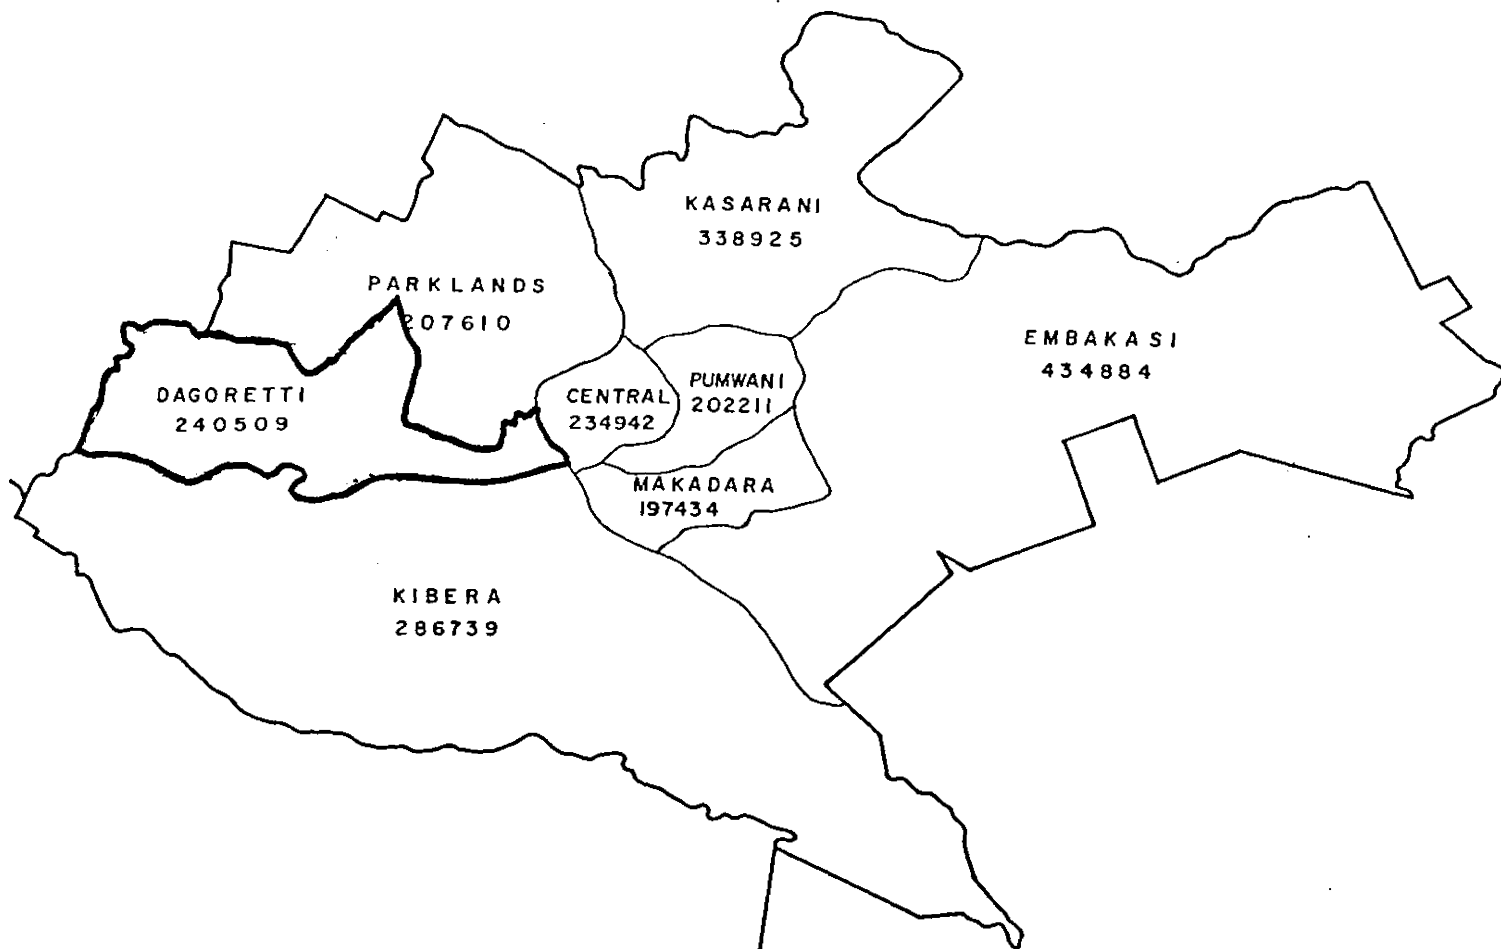 KASARANI
338925
PARKLANDS
207610
EMBAKASI
434884
DAGORETTI
240509
CENTRAL
234942
PUMWANI
202211
MAKADARA
197434
KIBERA
286739